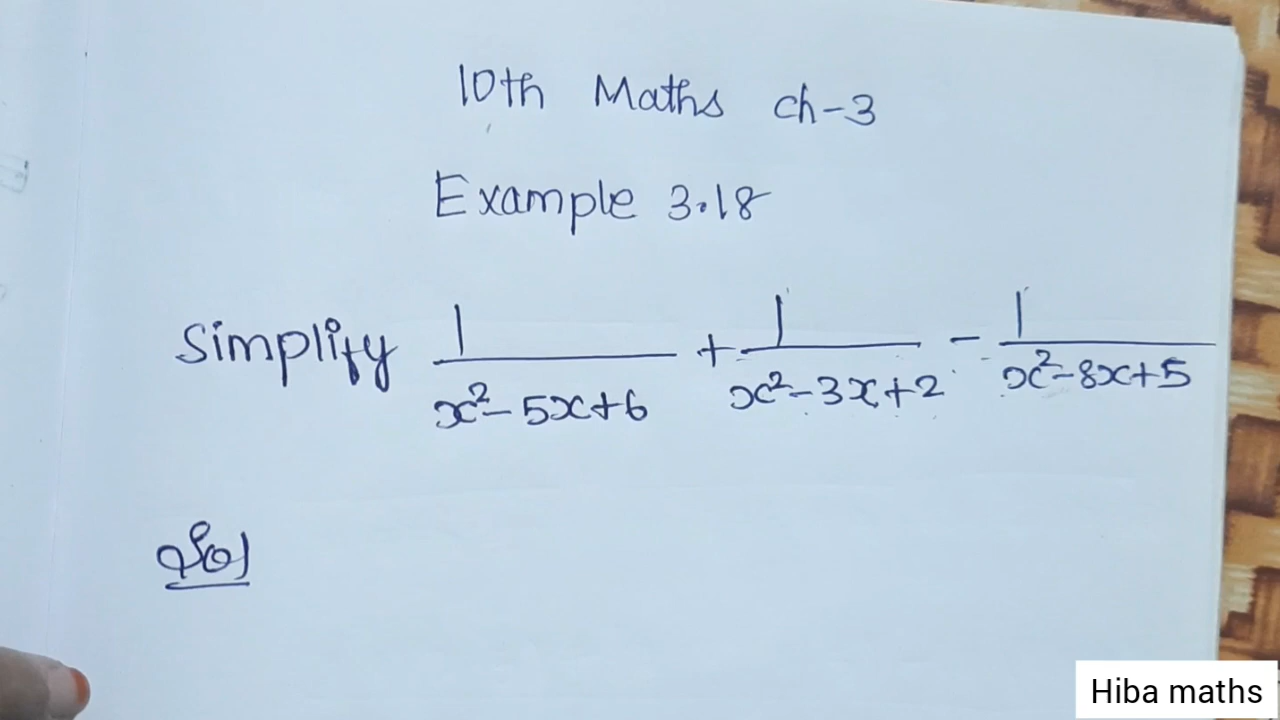 10th Maths ch-3
Example 3.18
Simplify 1/(x²-5x+6) + 1/(x²-3x+2) - 1/(x²-8x+5)
Sol
Hiba maths